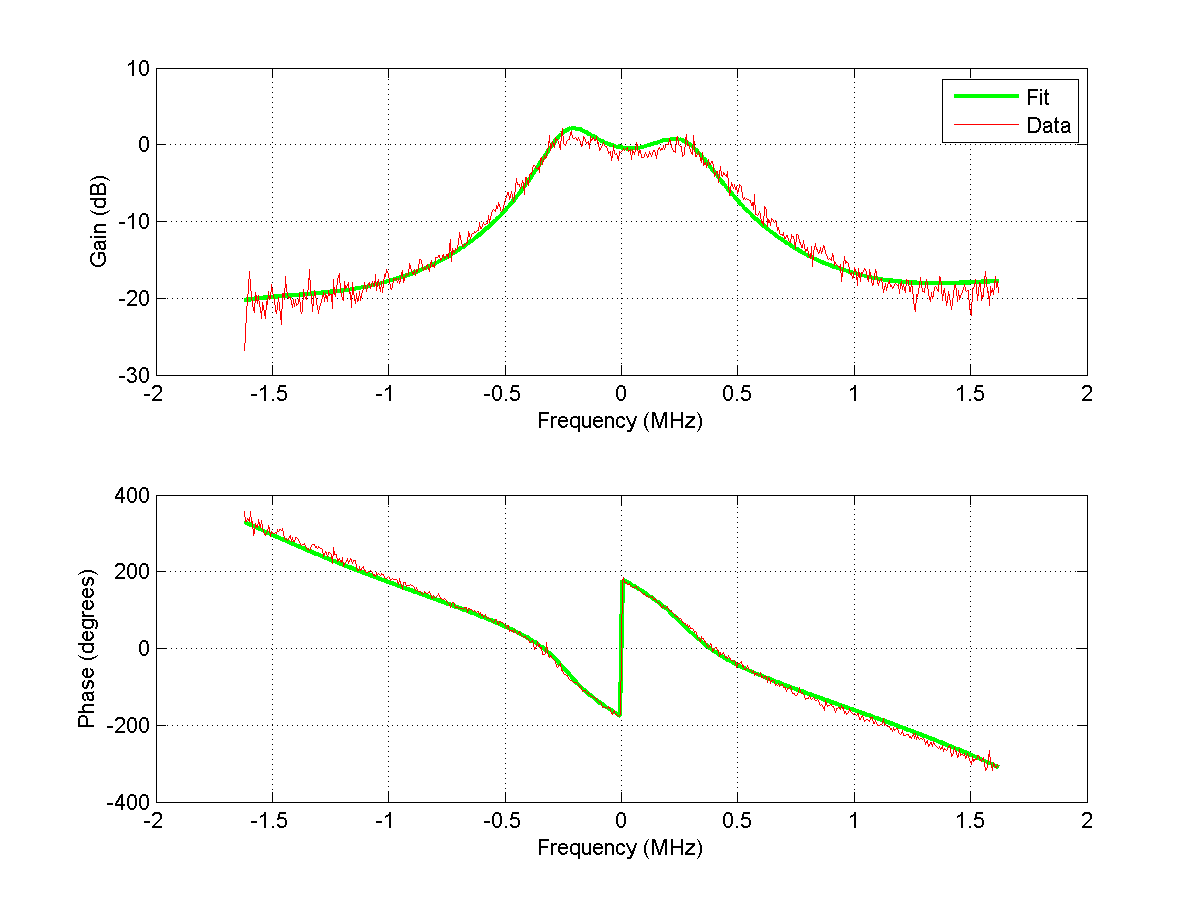 10
0
-10
-20
-30
Gain (dB)
Fit
Data
-2 -1.5 -1 -0.5 0 0.5 1 1.5 2
Frequency (MHz)
400
200
0
-200
-400
Phase (degrees)
-2 -1.5 -1 -0.5 0 0.5 1 1.5 2
Frequency (MHz)